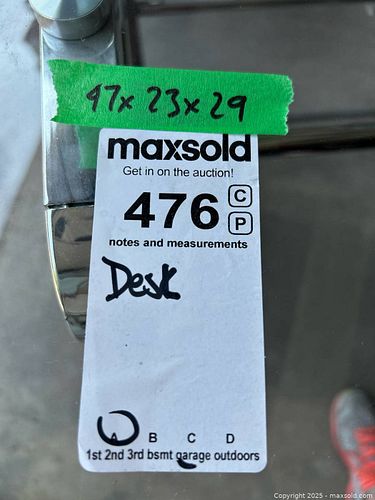 47x 23x 29
maxsold
Get in on the auction!
476 C
P
notes and measurements
Desk
A B C D
1st 2nd 3rd bsmt garage outdoors
Copyright 2025 - maxsold.com